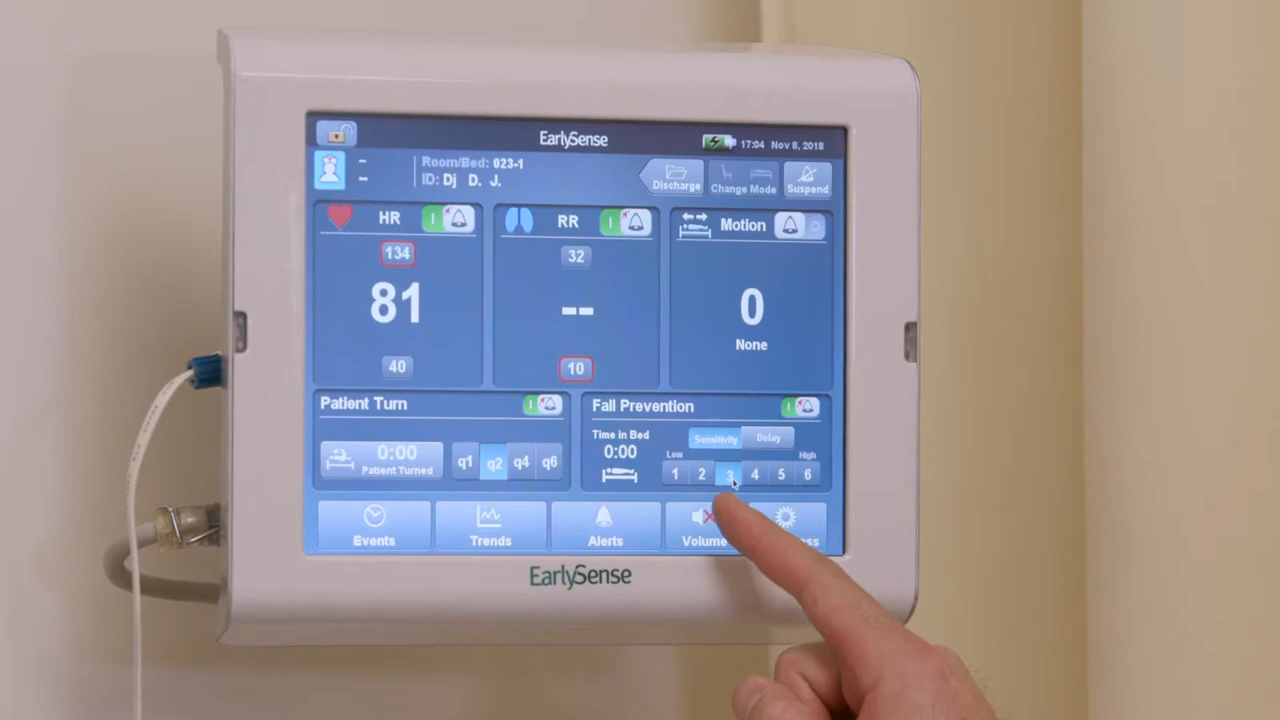 EarlySense
17:04 Nov 8, 2018
--
--
Room/Bed: 023-1
ID: Dj D. J.
Discharge
Change Mode
Suspend
HR
I
134
81
40
RR
I
32
--
10
Motion
O
0
None
Patient Turn
I
0:00
Patient Turned
q1 q2 q4 q6
Fall Prevention
I
Time in Bed
0:00
Sensitivity Delay
Low High
1 2 3 4 5 6
Events
Trends
Alerts
Volume
EarlySense